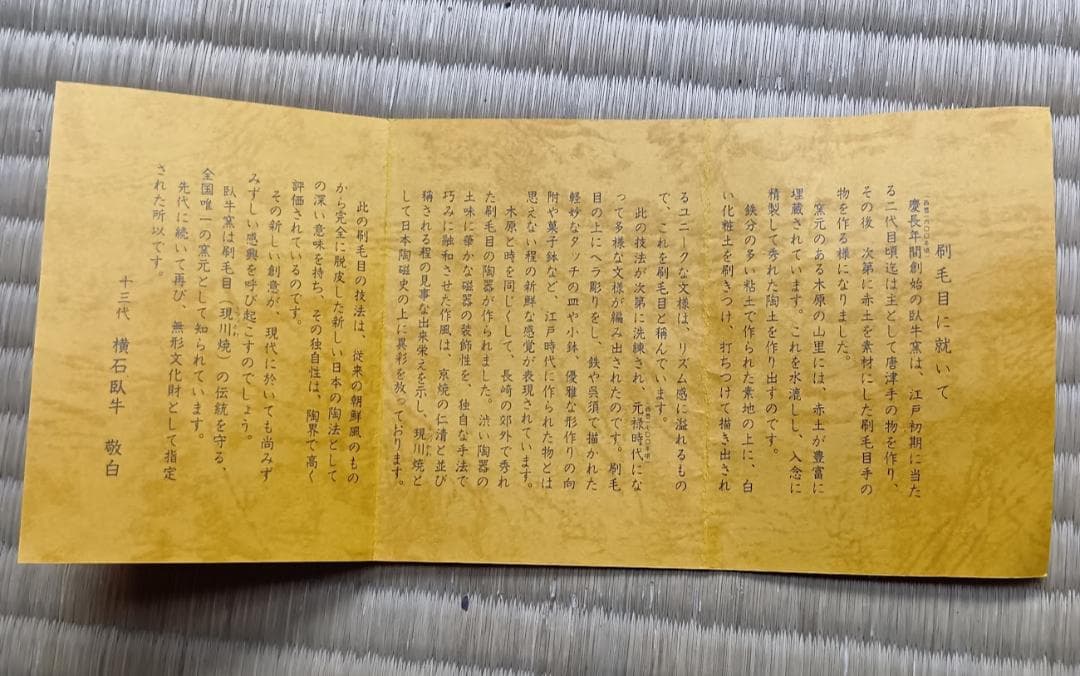 刷毛目に就いて
慶長年間創始の臥牛窯は、江戸初期に当た
る二代目頃迄は主として唐津手の物を作り、
その後 次第に赤土を素材にした刷毛目手の
物を作る様になりました。
窯元のある木原の山里には、赤土が豊富に
埋蔵されています。これを水漉しし、入念に
精製して秀れた陶土を作り出すのです。
鉄分の多い粘土で作られた素地の上に、白
い化粧土を刷きつけ、打ちつけて描き出され
るユニークな文様は、リズム感に溢れるもの
で、これを刷毛目と稱んでいます。
此の技法が次第に洗練され、元禄時代にな
って多様な文様が編み出されたのです。刷毛
目の上にヘラ彫りをし、鉄や呉須で描かれた
軽妙なタッチの皿や小鉢、優雅な形作りの向
附や菓子鉢など、江戸時代に作られた物とは
思えない程の新鮮な感覚が表現されています。
木原と時を同じくして、長崎の郊外で秀れ
た刷毛目の陶器が作られました。渋い陶器の
土味に華かな磁器の装飾性を、独自な手法で
巧みに融和させた作風は、京焼の仁清と並び
稱される程の見事な出来栄えを示し、現川焼と
して日本陶磁史の上に異彩を放っております。
此の刷毛目の技法は、従来の朝鮮風のもの
から完全に脱皮した新しい日本の陶法として
の深い意味を持ち、その独自性は、陶界で高く
評価されているのです。
その新しい創意が、現代に於いても尚みず
みずしい感興を呼び起こすのでしょう。
臥牛窯は刷毛目（現川焼）の伝統を守る、
全国唯一の窯元として知られています。
先代に続いて再び、無形文化財として指定
された所以です。
十三代 横石臥牛 敬白